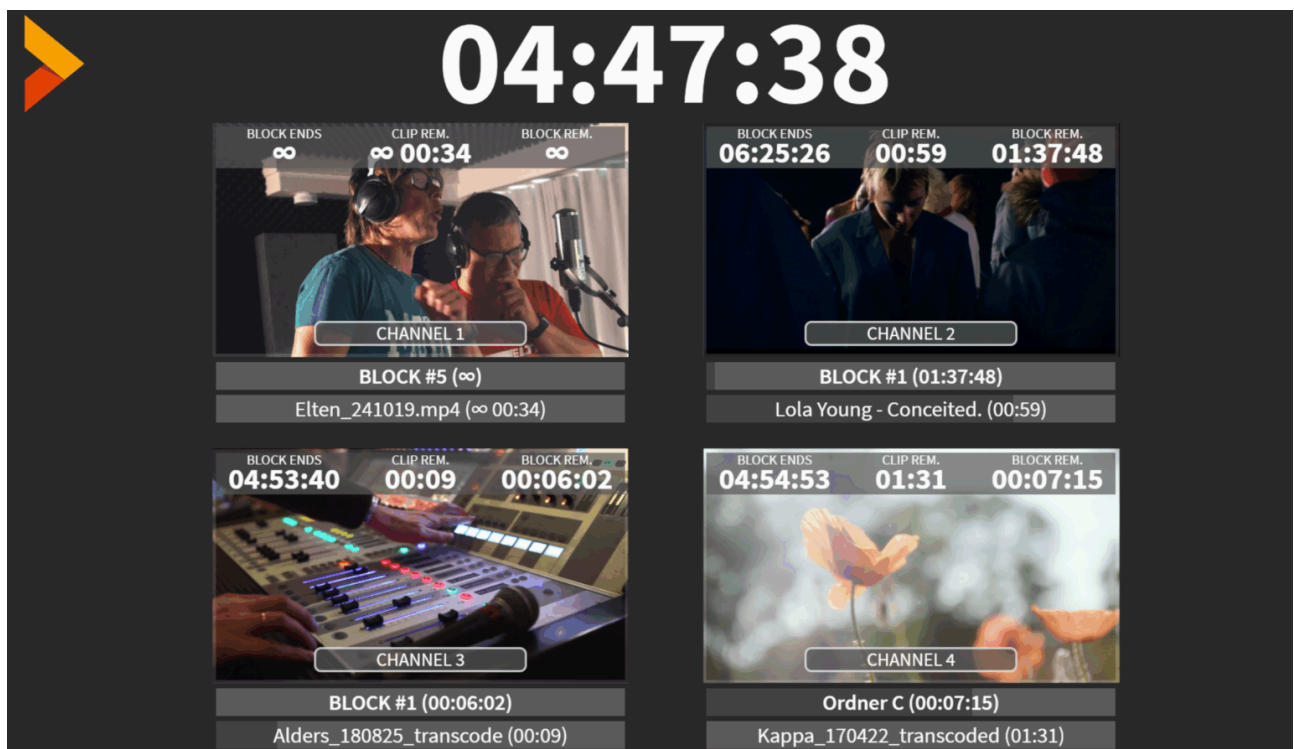 04:47:38
BLOCK ENDS CLIP REM. BLOCK REM.
∞ ∞ 00:34 ∞
CHANNEL 1
BLOCK #5 (∞)
Elten_241019.mp4 (∞ 00:34)
BLOCK ENDS CLIP REM. BLOCK REM.
06:25:26 00:59 01:37:48
CHANNEL 2
BLOCK #1 (01:37:48)
Lola Young - Conceited. (00:59)
BLOCK ENDS CLIP REM. BLOCK REM.
04:53:40 00:09 00:06:02
CHANNEL 3
BLOCK #1 (00:06:02)
Alders_180825_transcode (00:09)
BLOCK ENDS CLIP REM. BLOCK REM.
04:54:53 01:31 00:07:15
CHANNEL 4
Ordner C (00:07:15)
Kappa_170422_transcoded (01:31)